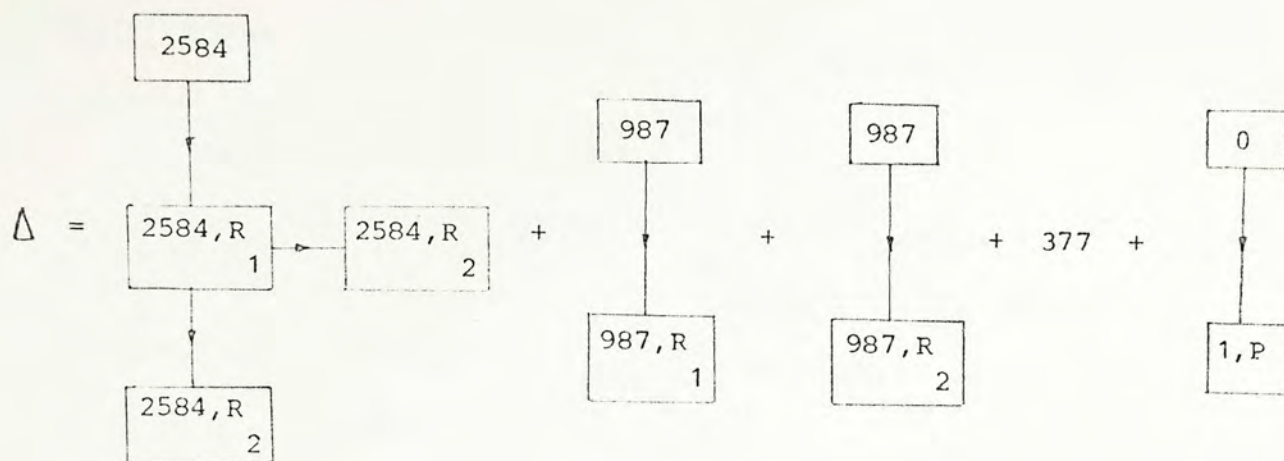 2584
987
987
0
Δ = 2584,R 1 2584,R 2 + + + 377 +
987,R 1
987,R 2
1,P
2584,R 2